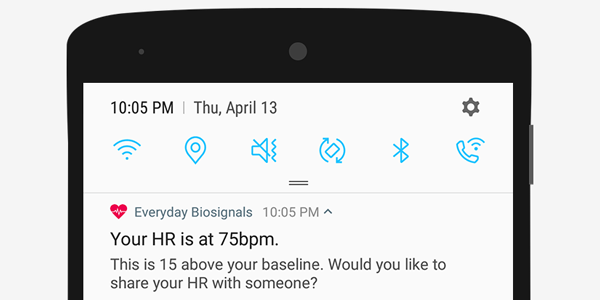 10:05 PM | Thu, April 13
Everyday Biosignals 10:05 PM
Your HR is at 75bpm.
This is 15 above your baseline. Would you like to
share your HR with someone?